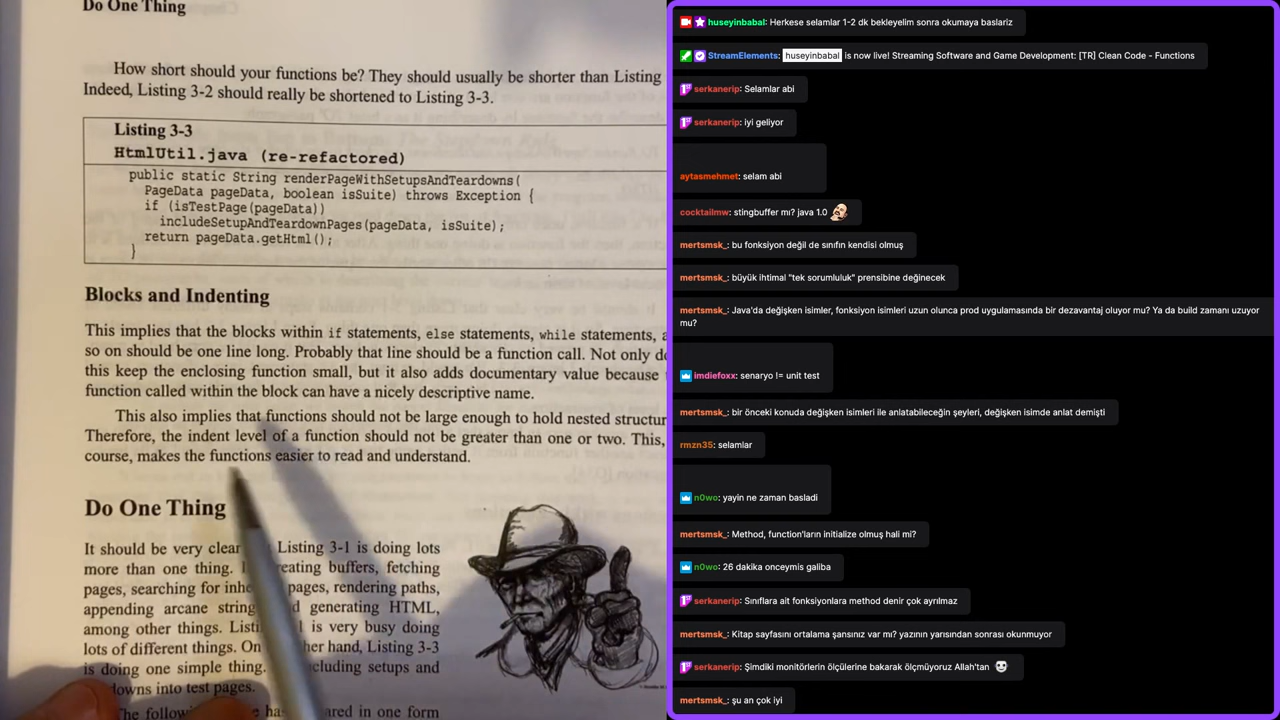 Do One Thing
How short should your functions be? They should usually be shorter than Listing
Indeed, Listing 3-2 should really be shortened to Listing 3-3.
Listing 3-3
HtmlUtil.java (re-refactored)
public static String renderPageWithSetupsAndTeardowns(
PageData pageData, boolean isSuite) throws Exception {
if (isTestPage(pageData))
includeSetupAndTeardownPages(pageData, isSuite);
return pageData.getHtml();
}
Blocks and Indenting
This implies that the blocks within if statements, else statements, while statements,
so on should be one line long. Probably that line should be a function call. Not only
this keep the enclosing function small, but it also adds documentary value because
function called within the block can have a nicely descriptive name.
This also implies that functions should not be large enough to hold nested
Therefore, the indent level of a function should not be greater than one or two. This,
course, makes the functions easier to read and understand.
Do One Thing
It should be very clear Listing 3-1 is doing lots
more than one thing. buffers, fetching
pages, searching for pages, rendering paths,
appending arcane generating HTML,
among other things. is very busy doing
lots of different things. On hand, Listing 3-3
is doing one simple thing. setups and
into test pages.
The in one form
huseyinbabal: Herkese selamlar 1-2 dk bekleyelim sonra okumaya baslariz
StreamElements: huseyinbabal is now live! Streaming Software and Game Development: [TR] Clean Code - Functions
serkanerip: Selamlar abi
serkanerip: iyi geliyor
aytasmehmet: selam abi
cocktailmw: stingbuffer mı? java 1.0
mertsmsk_: bu fonksiyon değil de sınıfın kendisi olmuş
mertsmsk_: büyük ihtimal "tek sorumluluk" prensibine değinecek
mertsmsk_: Java'da değişken isimler, fonksiyon isimleri uzun olunca prod uygulamasında bir dezavantaj oluyor mu? Ya da build zamanı uzuyor
mu?
imdiefoxx: senaryo != unit test
mertsmsk_: bir önceki konuda değişken isimleri ile anlatabileceğin şeyleri, değişken isimde anlat demişti
rmzn35: selamlar
n0wo: yayin ne zaman basladi
mertsmsk_: Method, function'ların initialize olmuş hali mi?
n0wo: 26 dakika onceymis galiba
serkanerip: Sınıflara ait fonksiyonlara method denir çok ayrılmaz
mertsmsk_: Kitap sayfasını ortalama şansınız var mı? yazının yarısından sonrası okunmuyor
serkanerip: Şimdiki monitörlerin ölçülerine bakarak ölçmüyoruz Allah'tan
mertsmsk_: şu an çok iyi